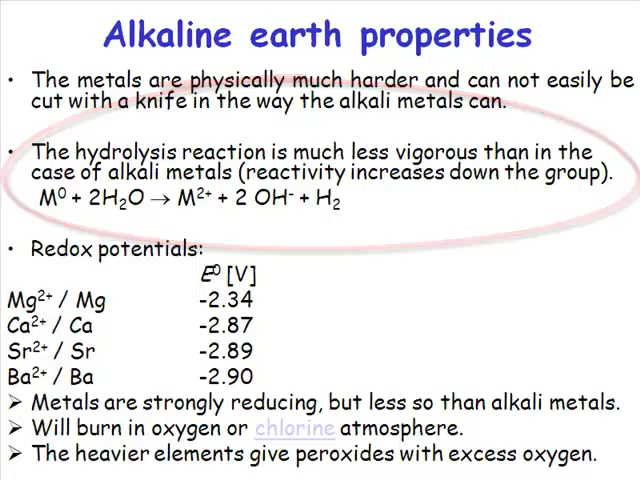 Alkaline earth properties
• The metals are physically much harder and can not easily be
cut with a knife in the way the alkali metals can.
• The hydrolysis reaction is much less vigorous than in the
case of alkali metals (reactivity increases down the group).
M⁰ + 2H₂O → M²⁺ + 2 OH⁻ + H₂
• Redox potentials:
E⁰ [V]
Mg²⁺ / Mg -2.34
Ca²⁺ / Ca -2.87
Sr²⁺ / Sr -2.89
Ba²⁺ / Ba -2.90
➢ Metals are strongly reducing, but less so than alkali metals.
➢ Will burn in oxygen or chlorine atmosphere.
➢ The heavier elements give peroxides with excess oxygen.